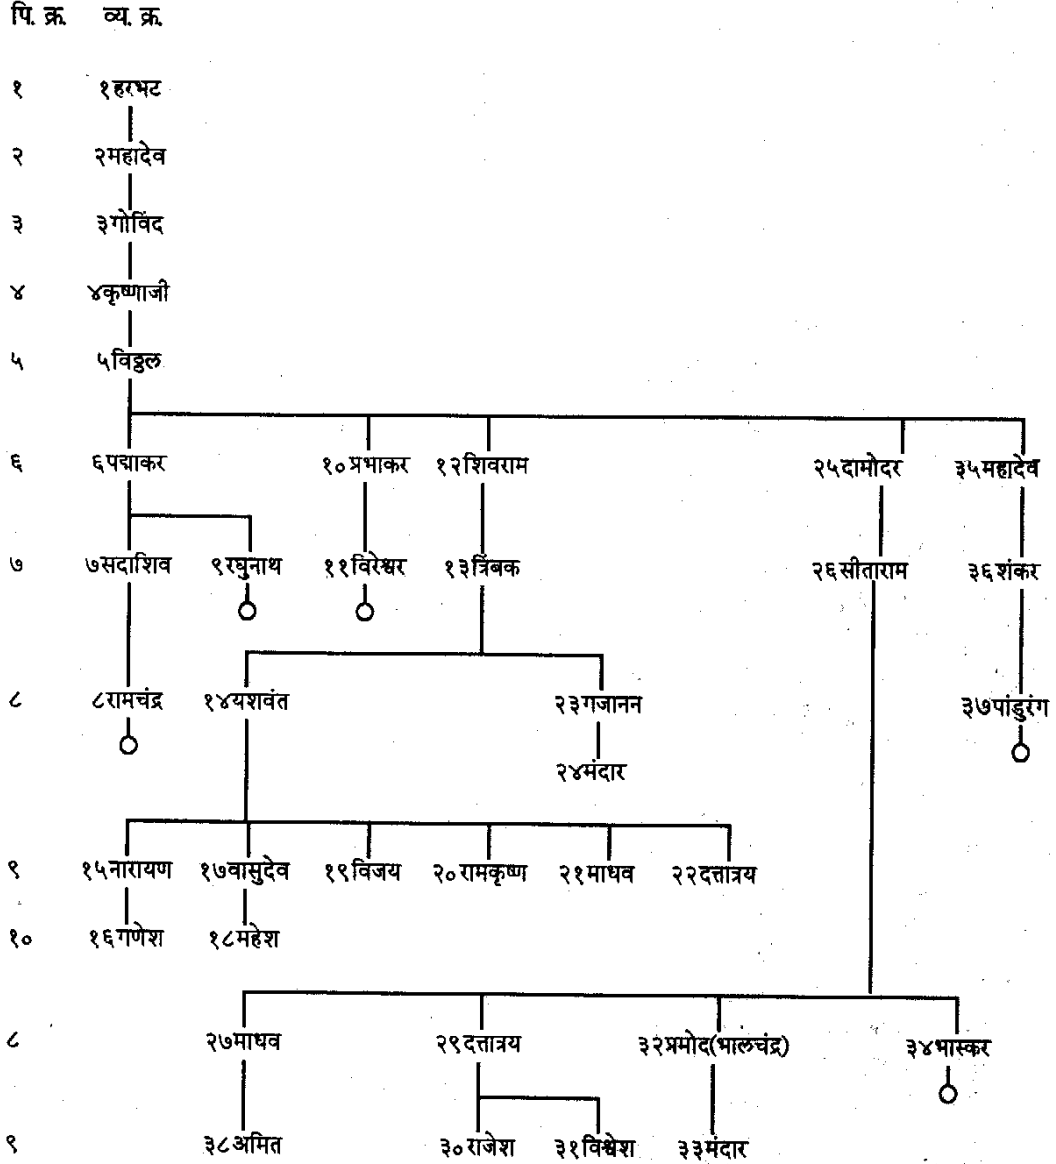 पि. क्र. व्य. क्र.
१ १हरभट
२ २महादेव
३ ३गोविंद
४ ४कृष्णाजी
५ ५विठ्ठल
६ ६पद्माकर १०प्रभाकर १२शिवराम २५दामोदर ३५महादेव
७ ७सदाशिव ९रघुनाथ ११विरेश्वर १३त्रिंबक २६सीताराम ३६शंकर
८ ८रामचंद्र १४यशवंत २३गजानन ३७पांडुरंग
२४मंदार
९ १५नारायण १७वासुदेव १९विजय २०रामकृष्ण २१माधव २२दत्तात्रय
१० १६गणेश १८महेश
८ २७माधव २९दत्तात्रय ३२प्रमोद(भालचंद्र) ३४भास्कर
९ ३८अमित ३०राजेश ३१विश्वेश ३३मंदार